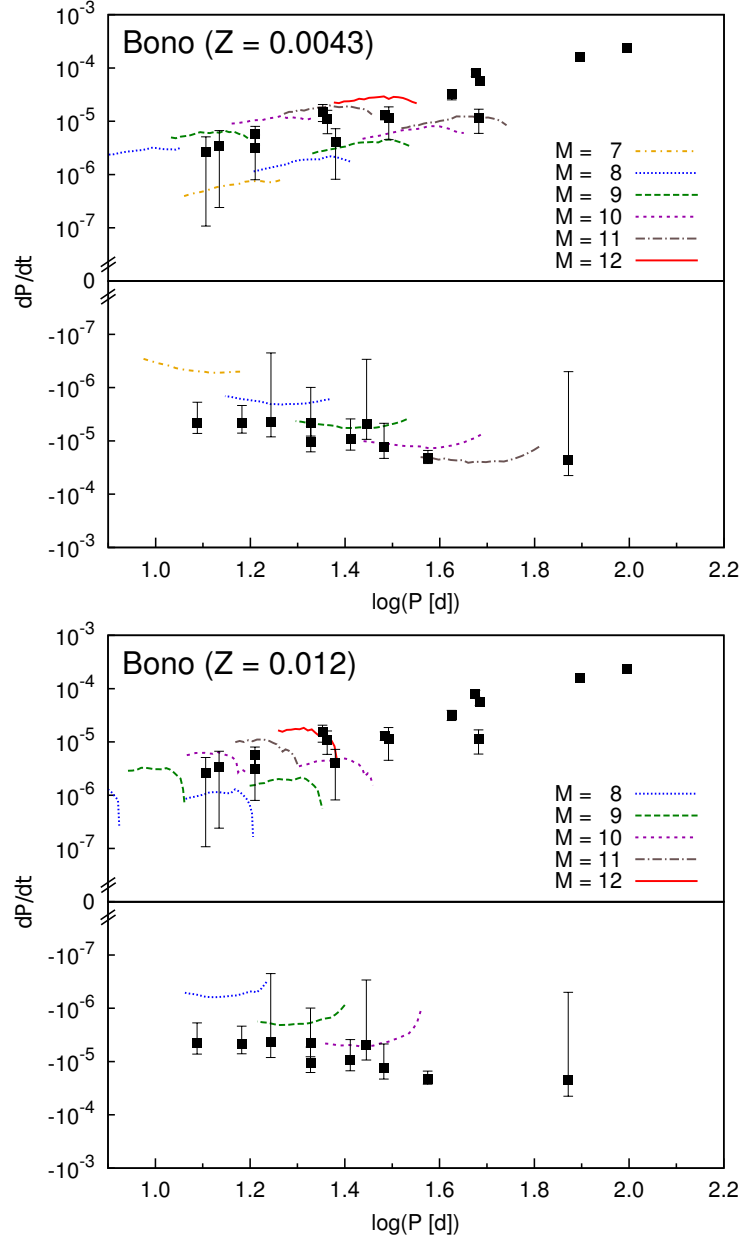 Bono (Z = 0.0043)
10-3
10-4
10-5
10-6
10-7
0
-10-7
-10-6
-10-5
-10-4
-10-3
dP/dt
M = 7
M = 8
M = 9
M = 10
M = 11
M = 12
1.0 1.2 1.4 1.6 1.8 2.0 2.2
log(P [d])
Bono (Z = 0.012)
10-3
10-4
10-5
10-6
10-7
0
-10-7
-10-6
-10-5
-10-4
-10-3
dP/dt
M = 8
M = 9
M = 10
M = 11
M = 12
1.0 1.2 1.4 1.6 1.8 2.0 2.2
log(P [d])